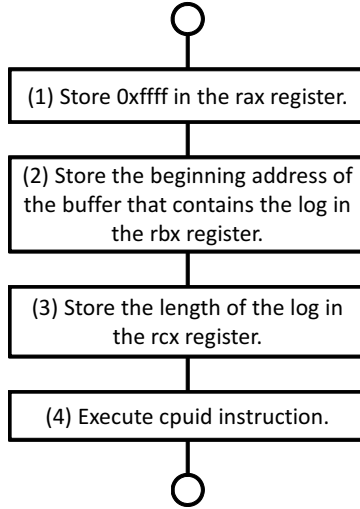 (1) Store 0xffff in the rax register.
(2) Store the beginning address of
the buffer that contains the log in
the rbx register.
(3) Store the length of the log in
the rcx register.
(4) Execute cpuid instruction.